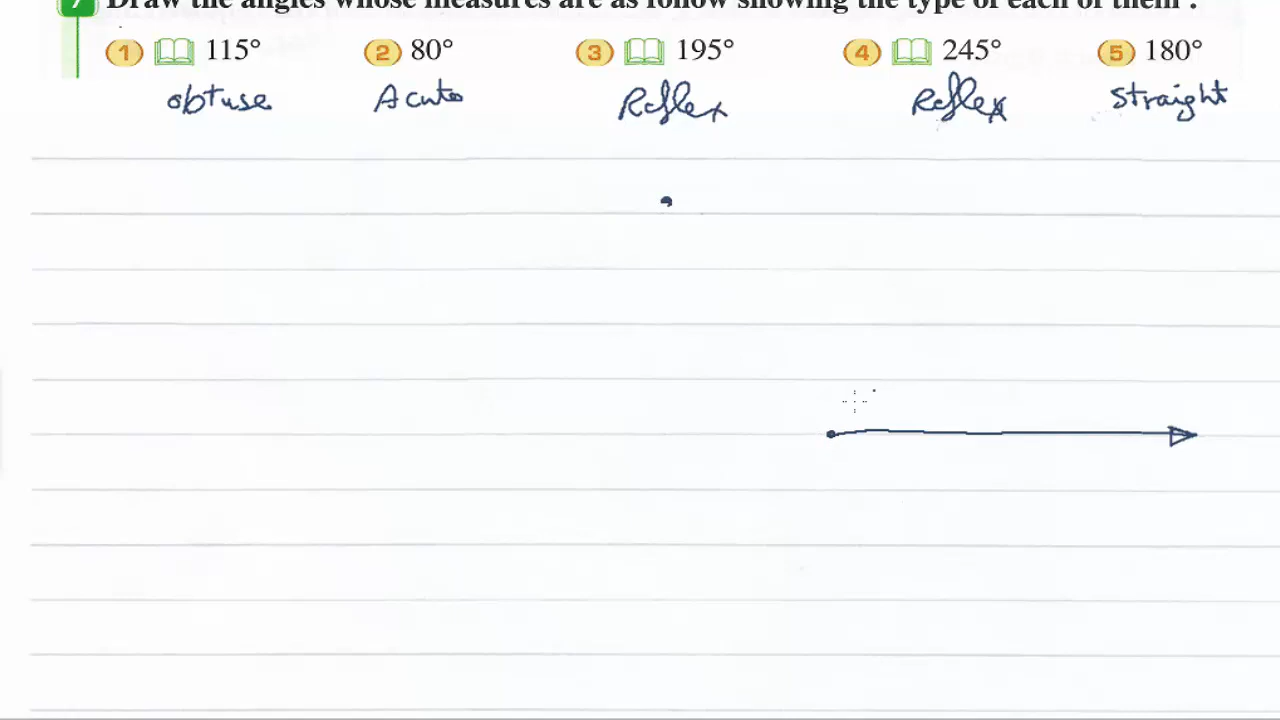 7 Draw the angles whose measures are as follow showing the type of each of them :
1 115° 2 80° 3 195° 4 245° 5 180°
obtuse Acute Reflex Reflex Straight